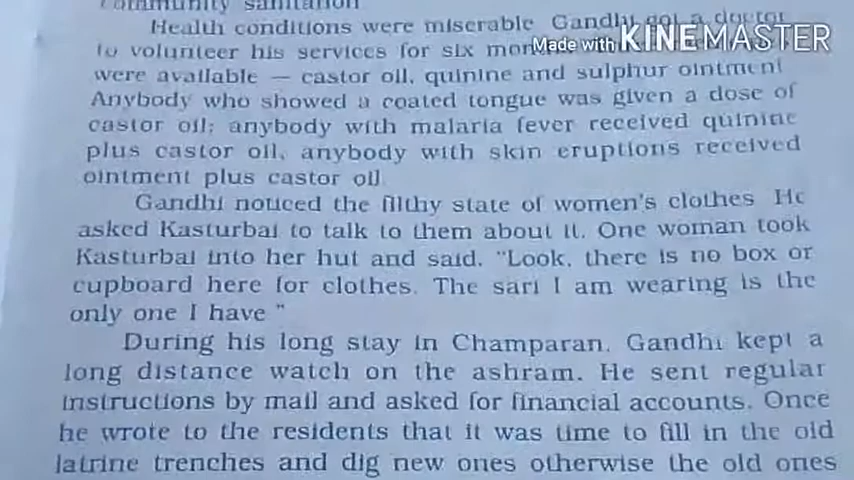 community sanitation
Health conditions were miserable Gandhi got a doctor
to volunteer his services for six
Made with KINEMASTER
were available — castor oil, quinine and sulphur ointment
Anybody who showed a coated tongue was given a dose of
castor oil; anybody with malaria fever received quinine
plus castor oil, anybody with skin eruptions received
ointment plus castor oil
Gandhi noticed the filthy state of women's clothes He
asked Kasturbai to talk to them about it. One woman took
Kasturbai into her hut and said. "Look, there is no box or
cupboard here for clothes. The sari I am wearing is the
only one I have "
During his long stay in Champaran, Gandhi kept a
long distance watch on the ashram. He sent regular
instructions by mail and asked for financial accounts. Once
he wrote to the residents that it was time to fill in the old
latrine trenches and dig new ones otherwise the old ones